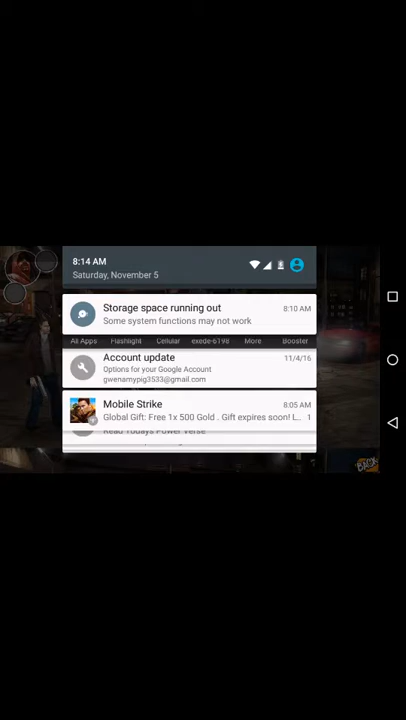 8:14 AM
Saturday, November 5
Storage space running out 8:10 AM
Some system functions may not work
All Apps Flashlight Cellular exede-6198 More Booster
Account update 11/4/16
Options for your Google Account
gwenamypig3533@gmail.com
Mobile Strike 8:05 AM
Global Gift: Free 1x 500 Gold . Gift expires soon! L... 1
Read Todays Power Verse
BACK